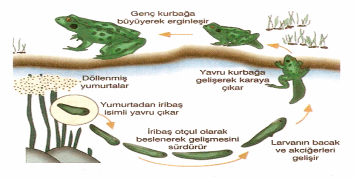 Genç kurbağa
büyüyerek erginleşir
Döllenmiş
yumurtalar
Yavru kurbağa
gelişerek karaya
çıkar
Yumurtadan iribaş
isimli yavru çıkar
İribaş otçul olarak
beslenerek gelişmesini
sürdürür
Larvanın bacak
ve akciğerleri
gelişir